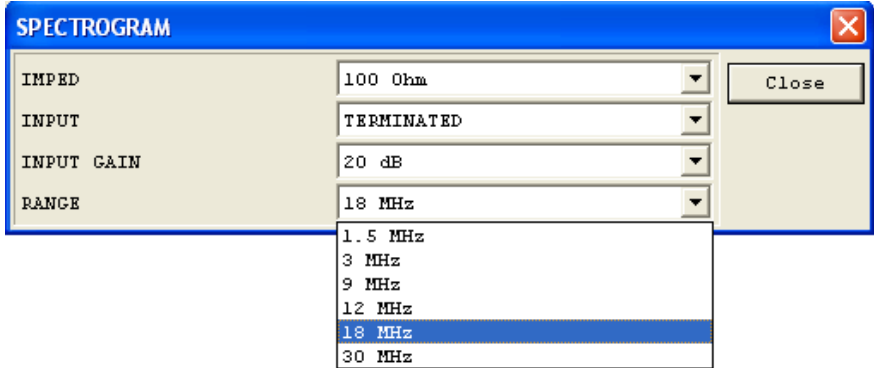 SPECTROGRAM
IMPED 100 Ohm Close
INPUT TERMINATED
INPUT GAIN 20 dB
RANGE 18 MHz
1.5 MHz
3 MHz
9 MHz
12 MHz
18 MHz
30 MHz